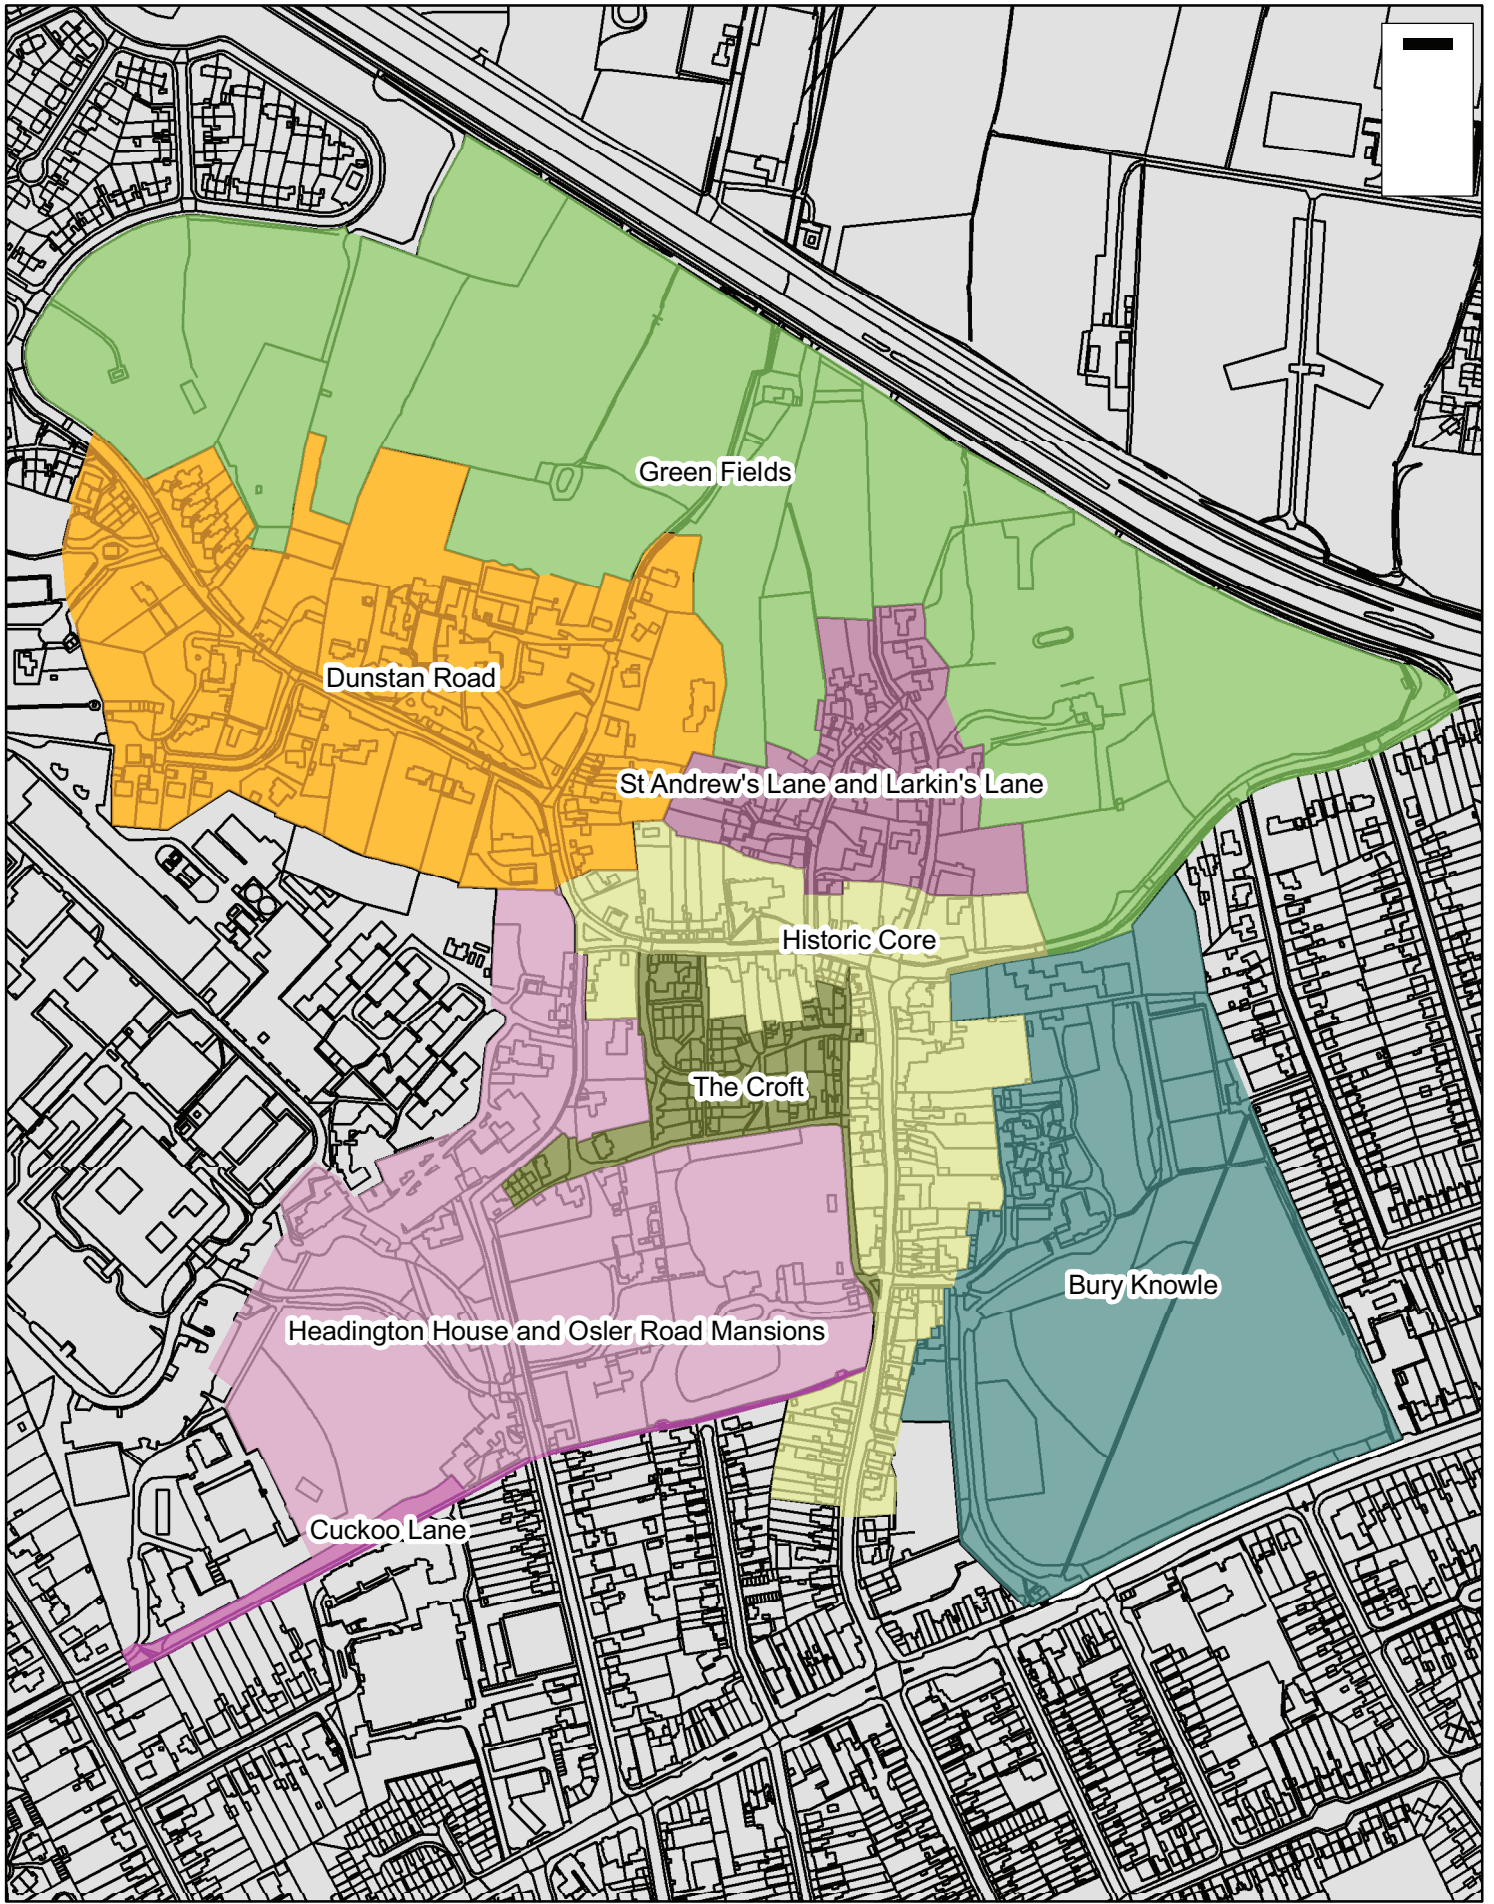 Green Fields
Dunstan Road
St Andrew's Lane and Larkin's Lane
Historic Core
The Croft
Bury Knowle
Headington House and Osler Road Mansions
Cuckoo Lane